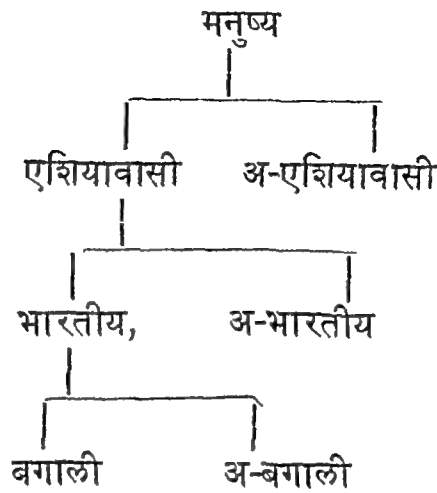 मनुष्य
एशियावासी अ-एशियावासी
भारतीय, अ-भारतीय
बगाली अ-बगाली